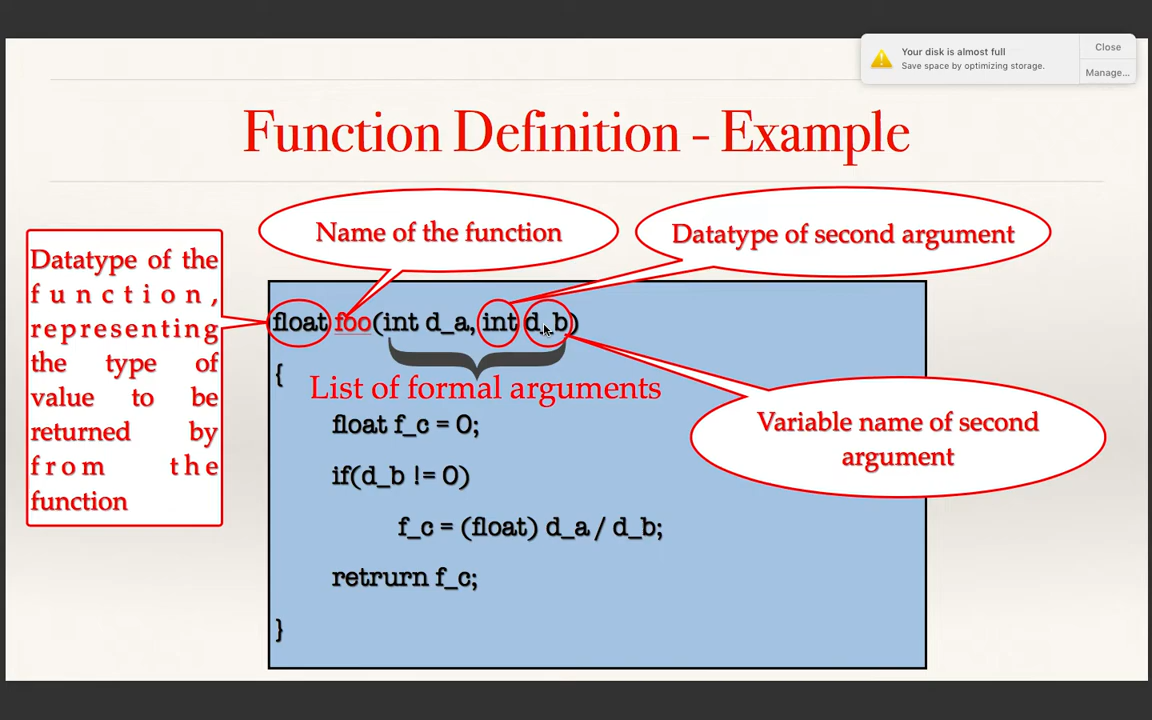 Your disk is almost full
Save space by optimizing storage.
Close
Manage...
Function Definition - Example
Name of the function
Datatype of second argument
Datatype of the
function,
representing
the type of
value to be
returned by
from the
function
float foo(int d_a, int d_b)
{
List of formal arguments
float f_c = 0;
Variable name of second
argument
if(d_b != 0)
f_c = (float) d_a / d_b;
retrurn f_c;
}